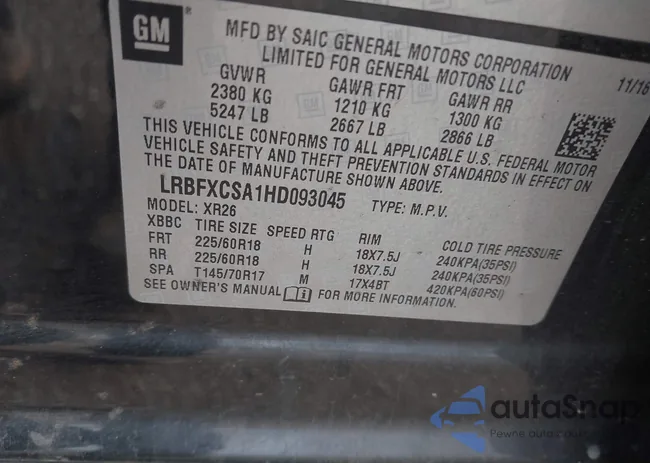 GM
MFD BY SAIC GENERAL MOTORS CORPORATION
LIMITED FOR GENERAL MOTORS LLC
11/16
GVWR GAWR FRT GAWR RR
2380 KG 1210 KG 1300 KG
5247 LB 2667 LB 2866 LB
THIS VEHICLE CONFORMS TO ALL APPLICABLE U.S. FEDERAL MOTOR
VEHICLE SAFETY AND THEFT PREVENTION STANDARDS IN EFFECT ON
THE DATE OF MANUFACTURE SHOWN ABOVE.
LRBFXCSA1HD093045 TYPE: M.P.V.
MODEL: XR26
XBBC TIRE SIZE SPEED RTG RIM COLD TIRE PRESSURE
FRT 225/60R18 H 18X7.5J 240KPA(35PSI)
RR 225/60R18 H 18X7.5J 240KPA(35PSI)
SPA T145/70R17 M 17X4BT 420KPA(60PSI)
SEE OWNER'S MANUAL FOR MORE INFORMATION.
autaSnap
Pewne auto z aukcji